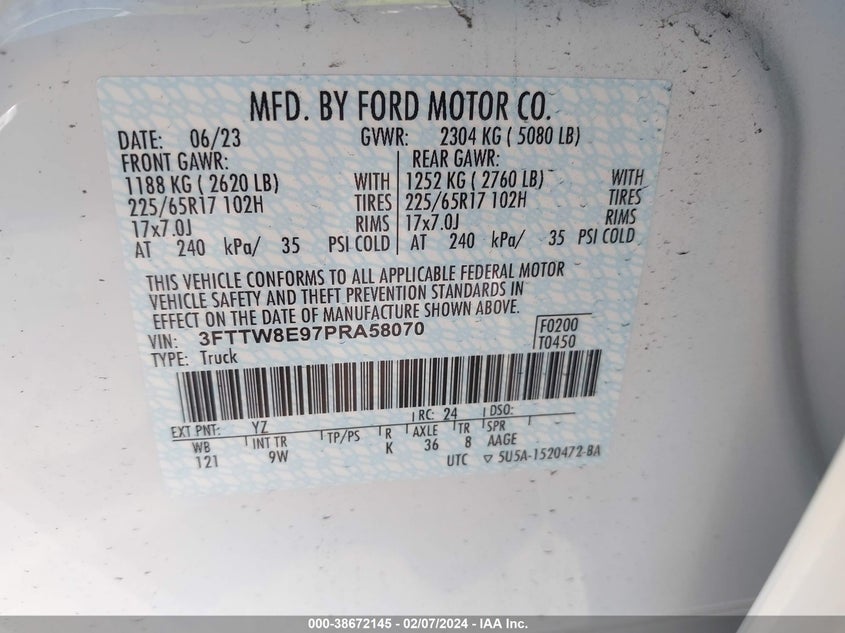 MFD. BY FORD MOTOR CO.
DATE: 06/23 GVWR: 2304 KG ( 5080 LB)
FRONT GAWR: REAR GAWR:
1188 KG ( 2620 LB) WITH 1252 KG ( 2760 LB) WITH
225/65R17 102H TIRES 225/65R17 102H TIRES
17x7.0J RIMS 17x7.0J RIMS
AT 240 kPa/ 35 PSI COLD AT 240 kPa/ 35 PSI COLD
THIS VEHICLE CONFORMS TO ALL APPLICABLE FEDERAL MOTOR
VEHICLE SAFETY AND THEFT PREVENTION STANDARDS IN
EFFECT ON THE DATE OF MANUFACTURE SHOWN ABOVE.
VIN: 3FTTW8E97PRA58070 F0200
TYPE: Truck T0450
EXT PNT: YZ RC: 24 DSO:
WB INT TR TP/PS R AXLE TR SPR
121 9W K 36 8 AAGE
UTC ▽ 5U5A-1520472-BA
000-38672145 - 02/07/2024 - IAA Inc.